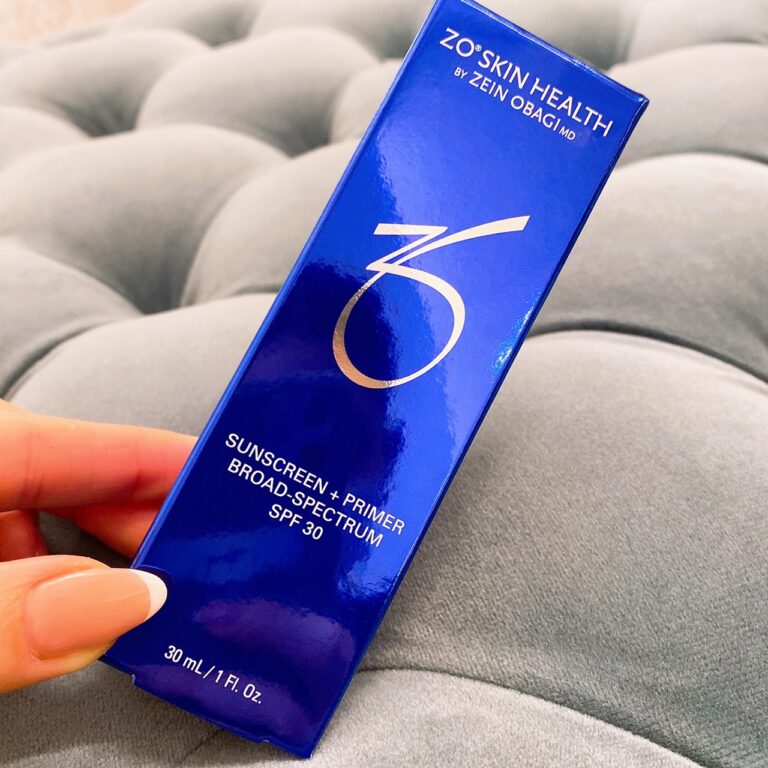 ZO® SKIN HEALTH
BY ZEIN OBAGI MD
ZO
SUNSCREEN + PRIMER
BROAD-SPECTRUM
SPF 30
30 mL / 1 Fl. Oz.